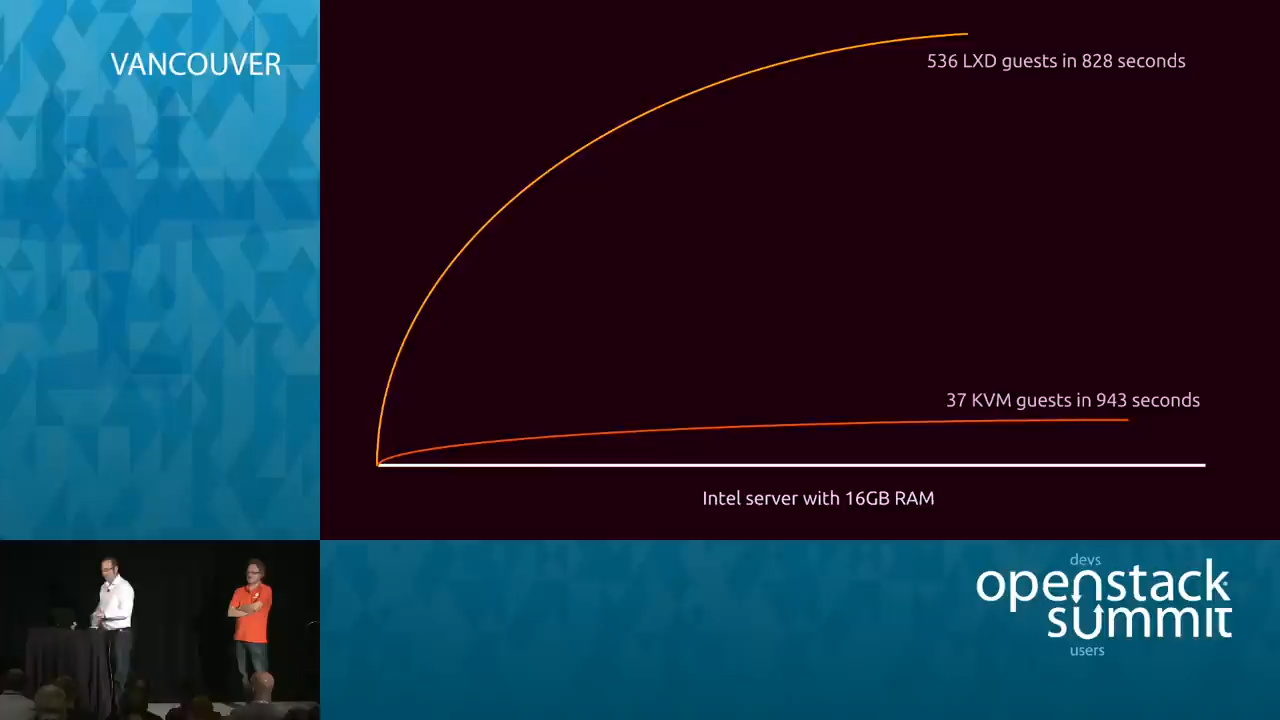 VANCOUVER
536 LXD guests in 828 seconds
37 KVM guests in 943 seconds
Intel server with 16GB RAM
devs
openstack
summit
users